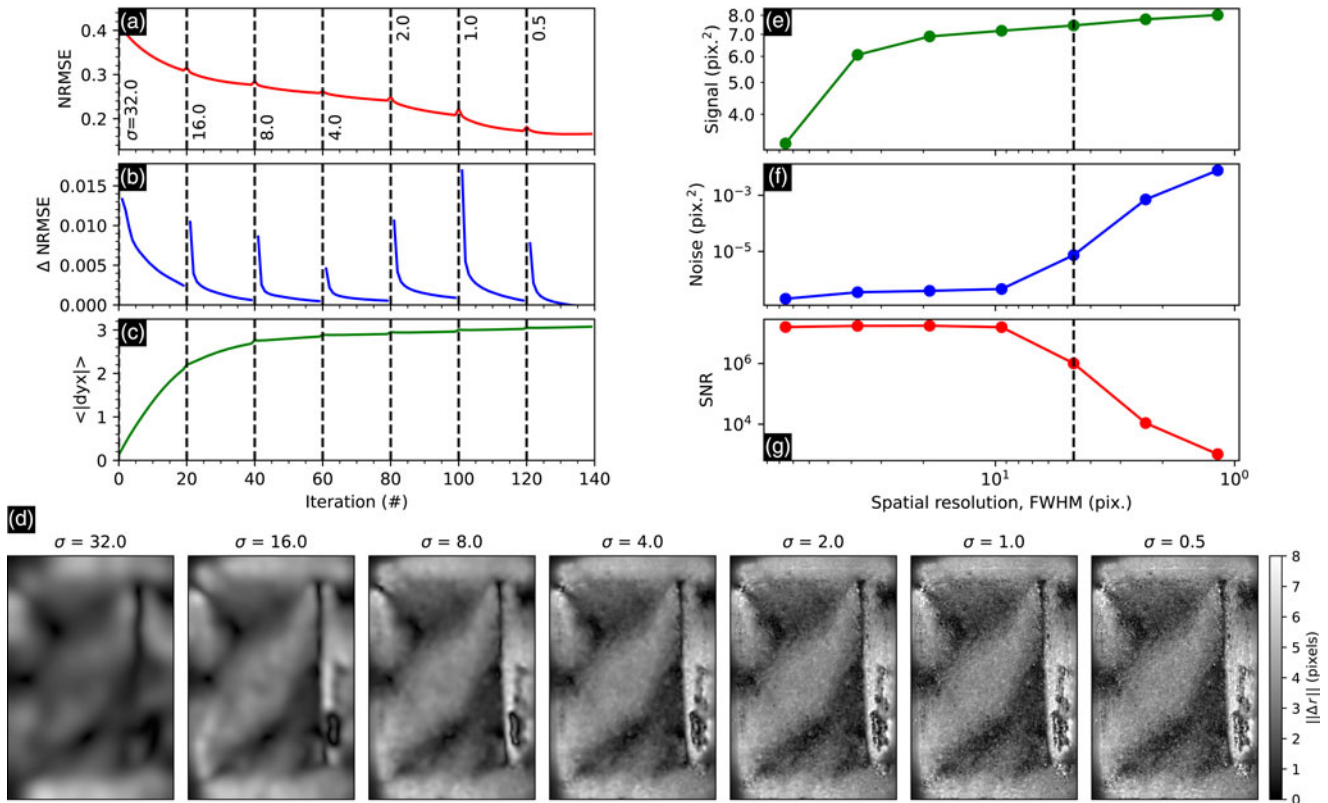 (a)
NRMSE
0.4
0.3
0.2
σ=32.0
16.0
8.0
4.0
2.0
1.0
0.5
(b)
Δ NRMSE
0.015
0.010
0.005
0.000
(c)
<|dyx|>
3
2
1
0
0 20 40 60 80 100 120 140
Iteration (#)
(e)
Signal (pix.²)
8.0
7.0
6.0
5.0
4.0
(f)
Noise (pix.²)
10⁻³
10⁻⁵
(g)
SNR
10⁶
10⁴
10¹ 10⁰
Spatial resolution, FWHM (pix.)
(d)
σ = 32.0 σ = 16.0 σ = 8.0 σ = 4.0 σ = 2.0 σ = 1.0 σ = 0.5
8
7
6
5
4
3
2
1
0
||Δr|| (pixels)